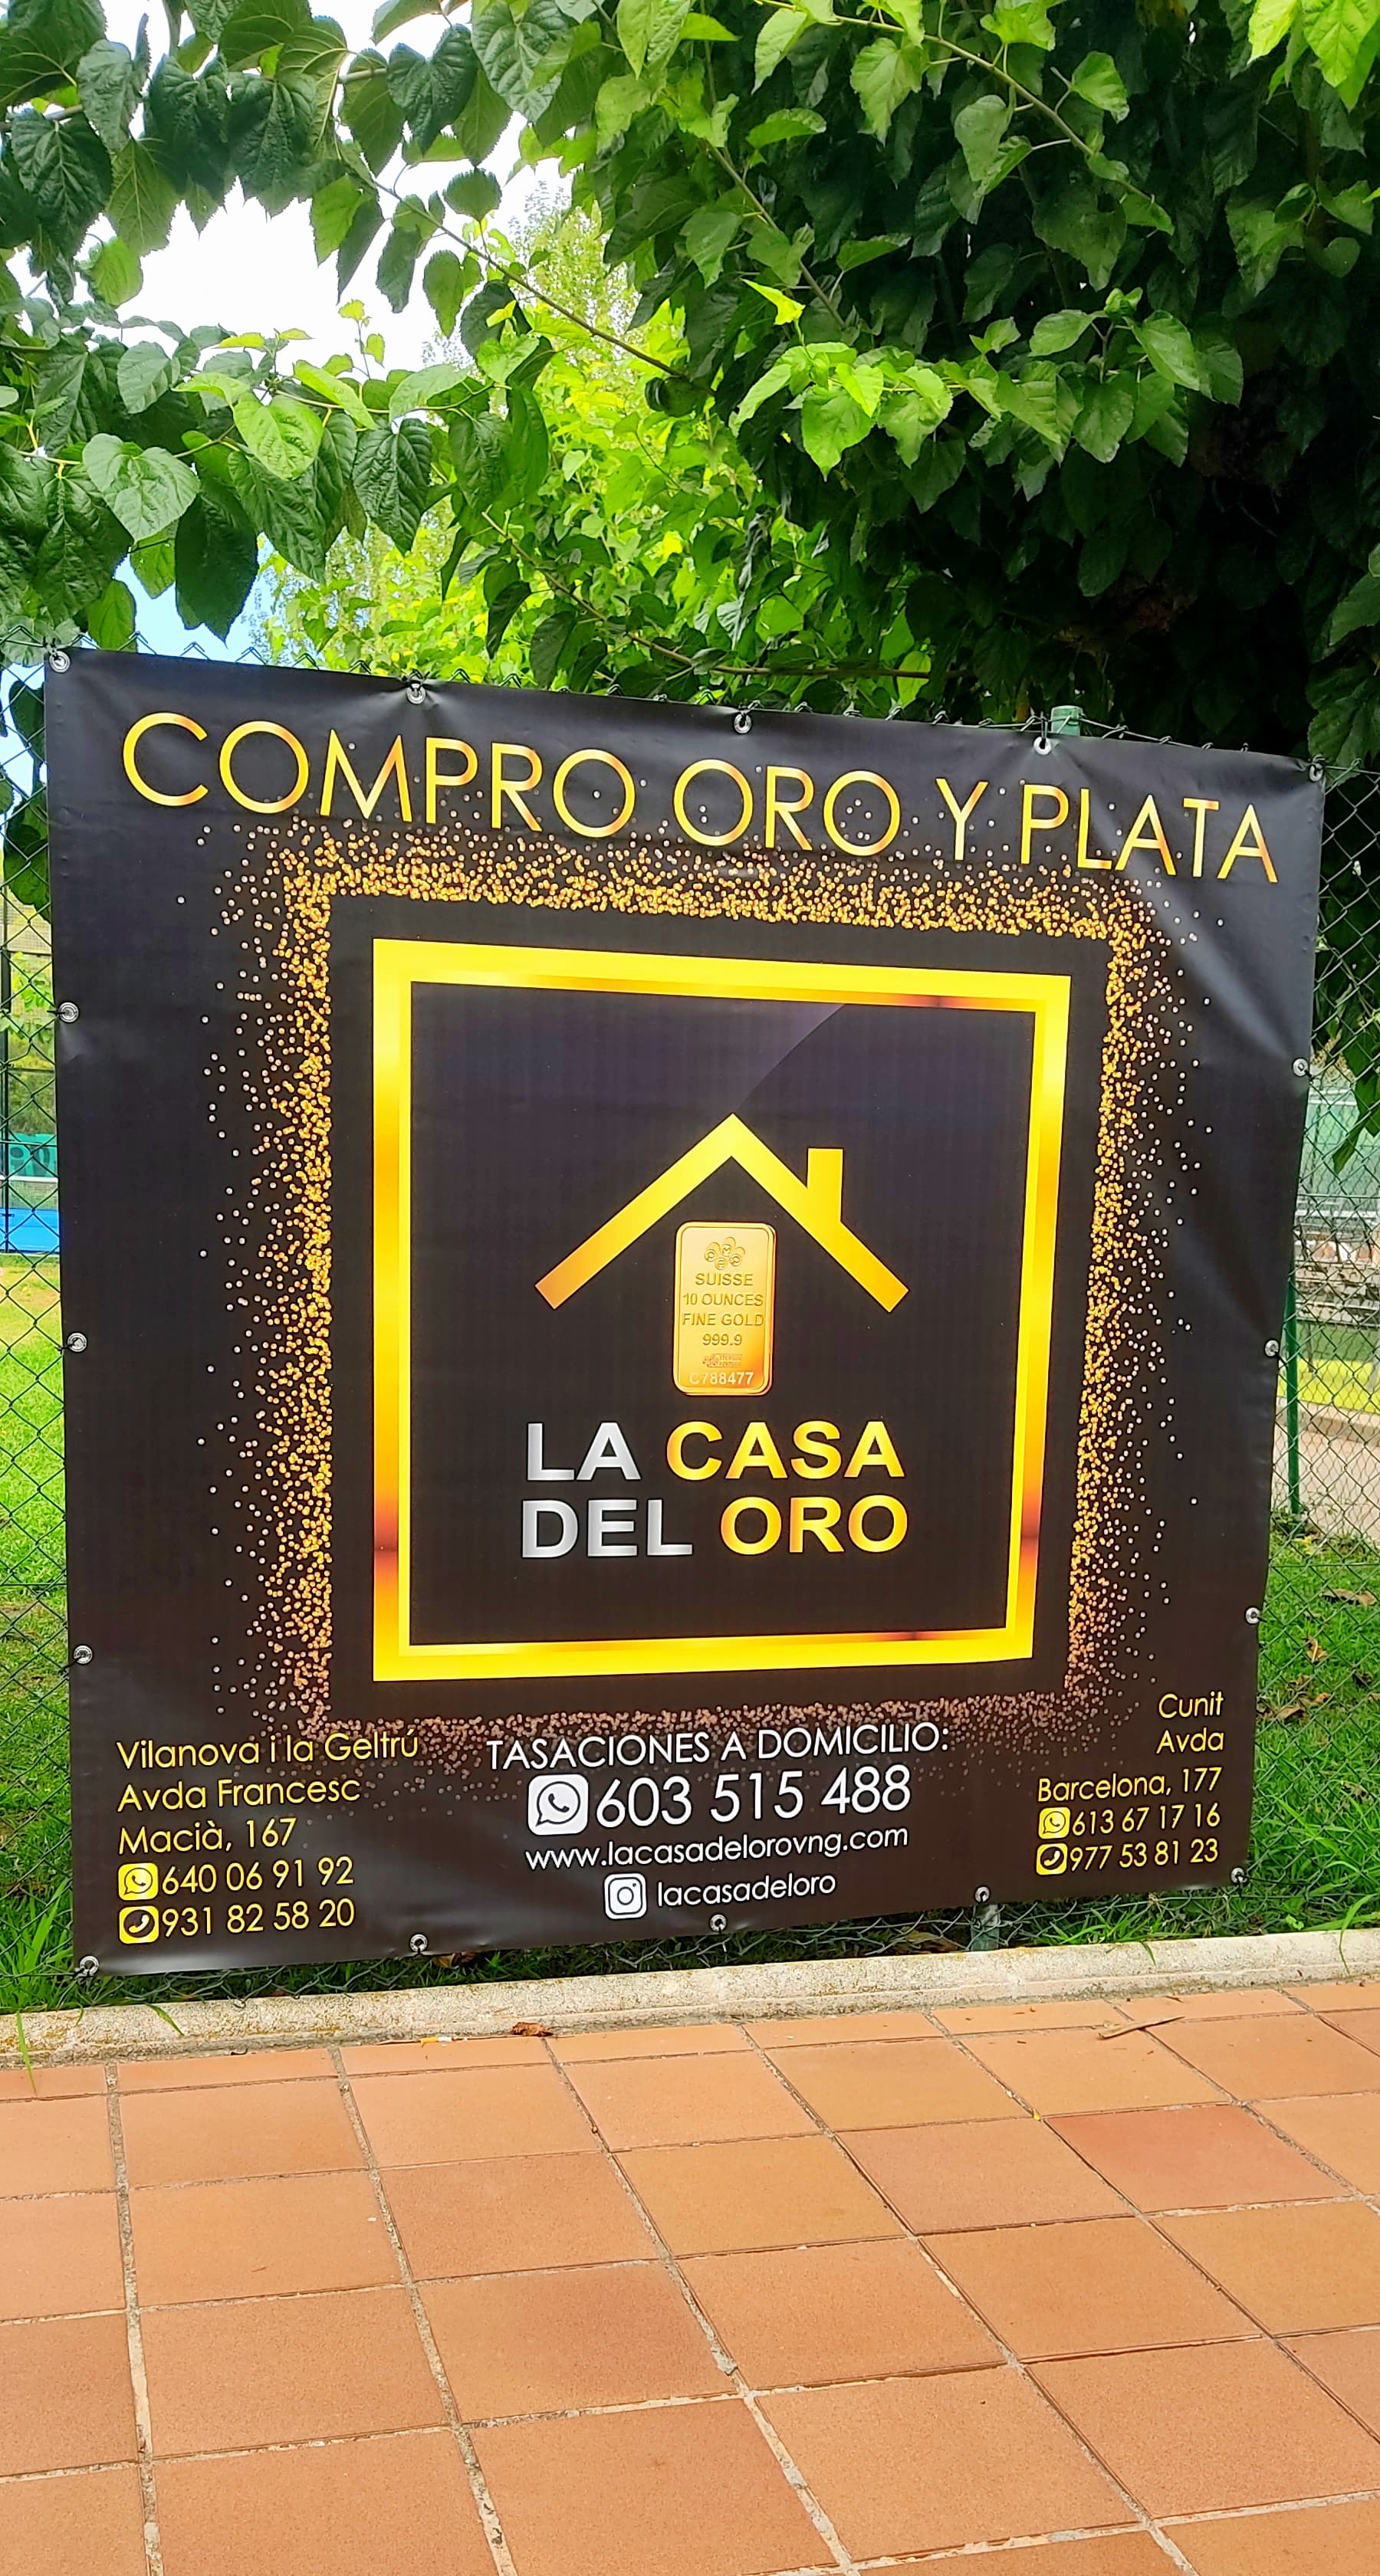 COMPRO ORO Y PLATA
SUISSE
10 OUNCES
FINE GOLD
999.9
C788477
LA CASA
DEL ORO
Vilanova i la Geltrú
Avda Francesc
Macià, 167
640 06 91 92
931 82 58 20
TASACIONES A DOMICILIO:
603 515 488
www.lacasadelorovng.com
lacasadeloro
Cunit
Avda
Barcelona, 177
613 67 17 16
977 53 81 23